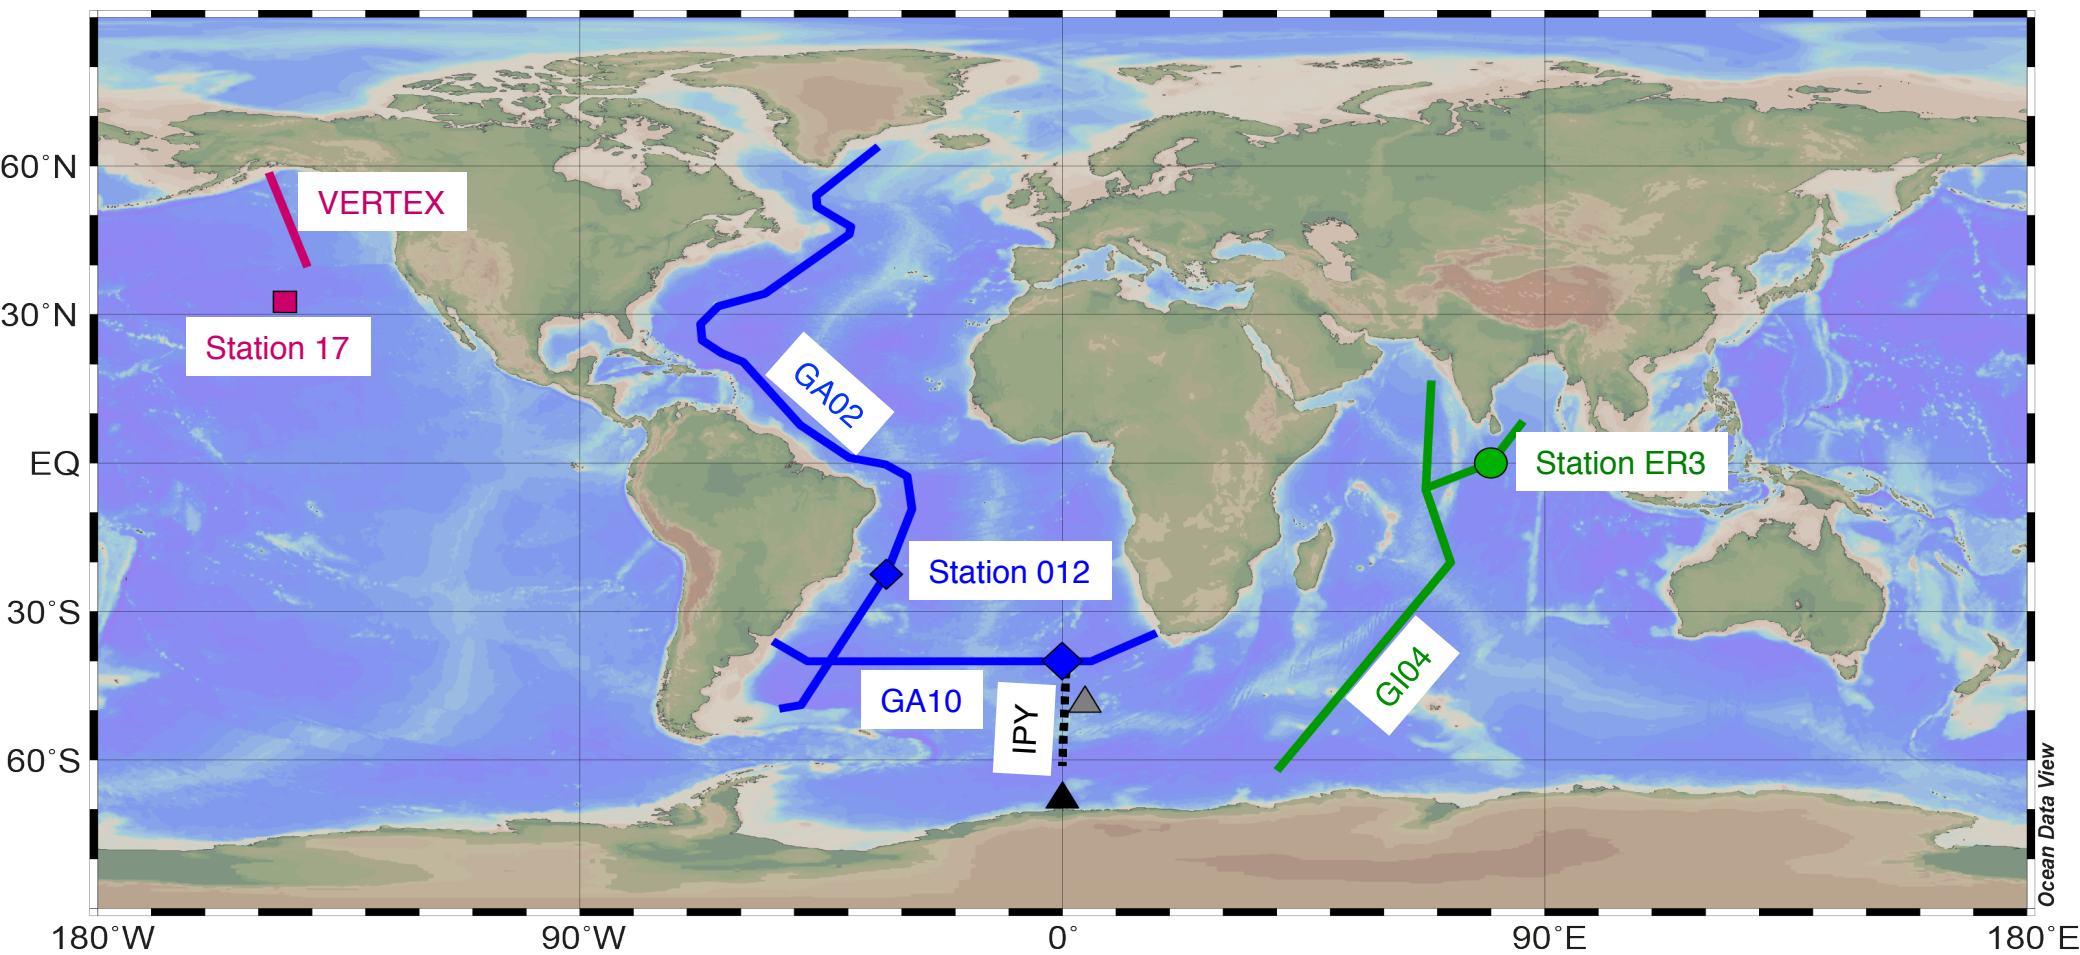 60°N
VERTEX
30°N
Station 17
GA02
EQ
Station ER3
Station 012
30°S
GI04
GA10
IPY
60°S
Ocean Data View
180°W
90°W
0°
90°E
180°E